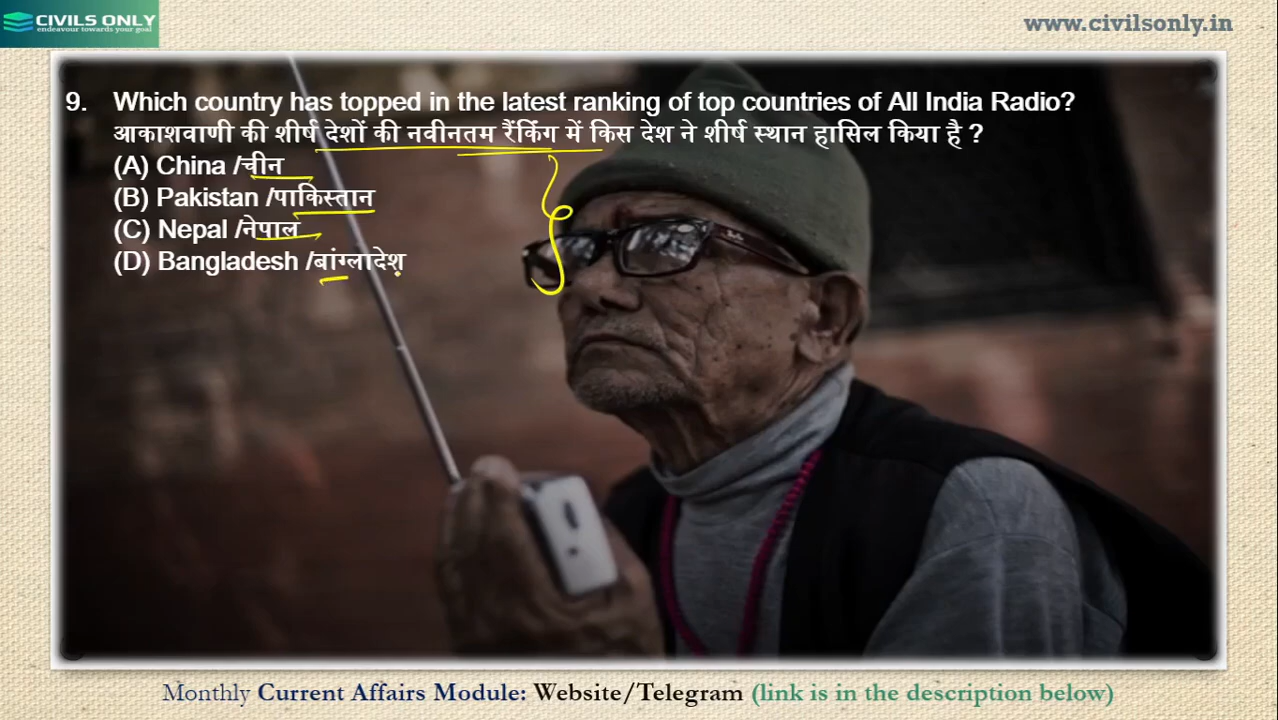 CIVILS ONLY
endeavour towards your goal
www.civilsonly.in
9. Which country has topped in the latest ranking of top countries of All India Radio?
आकाशवाणी की शीर्ष देशों की नवीनतम रैंकिंग में किस देश ने शीर्ष स्थान हासिल किया है ?
(A) China /चीन
(B) Pakistan /पाकिस्तान
(C) Nepal /नेपाल
(D) Bangladesh /बांग्लादेश
Monthly Current Affairs Module: Website/Telegram (link is in the description below)